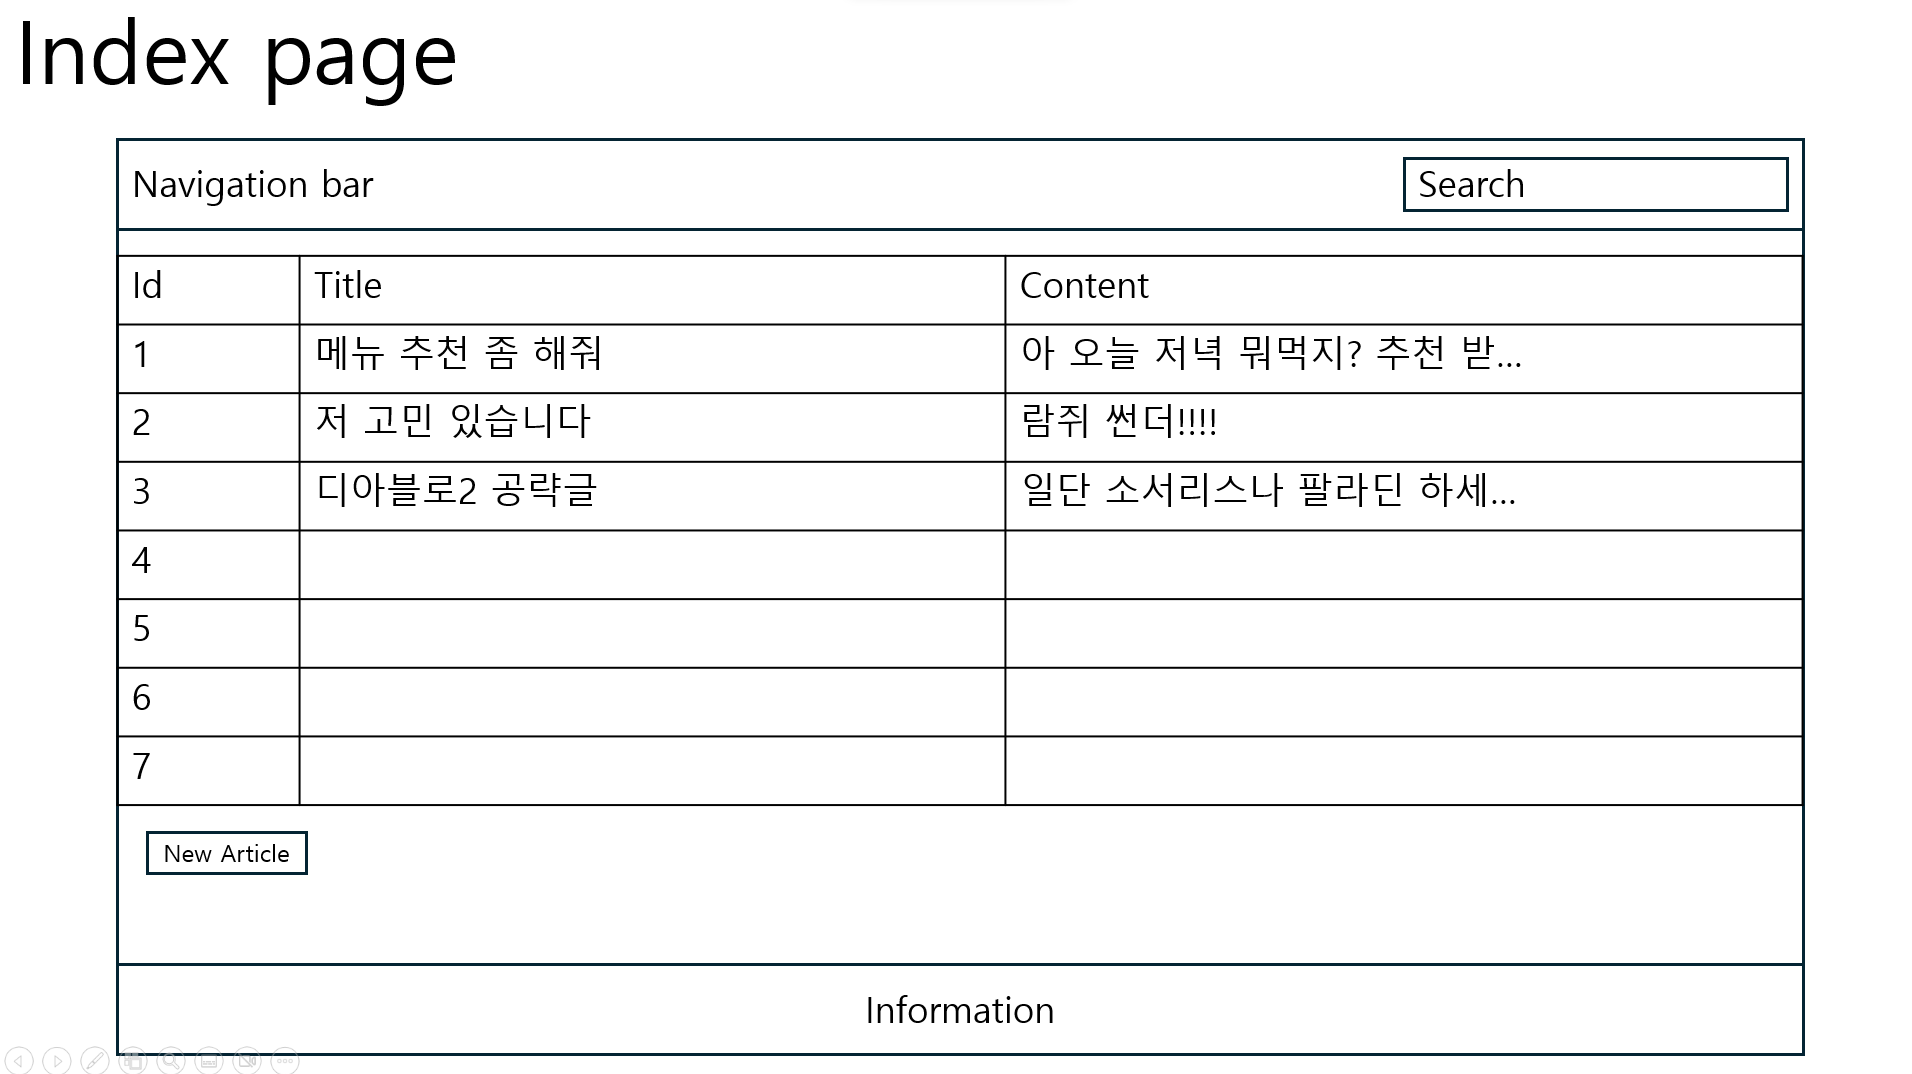 Index page
Navigation bar Search
Id Title Content
1 메뉴 추천 좀 해줘 아 오늘 저녁 뭐먹지? 추천 받...
2 저 고민 있습니다 람쥐 썬더!!!!
3 디아블로2 공략글 일단 소서리스나 팔라딘 하세...
4
5
6
7
New Article
Information